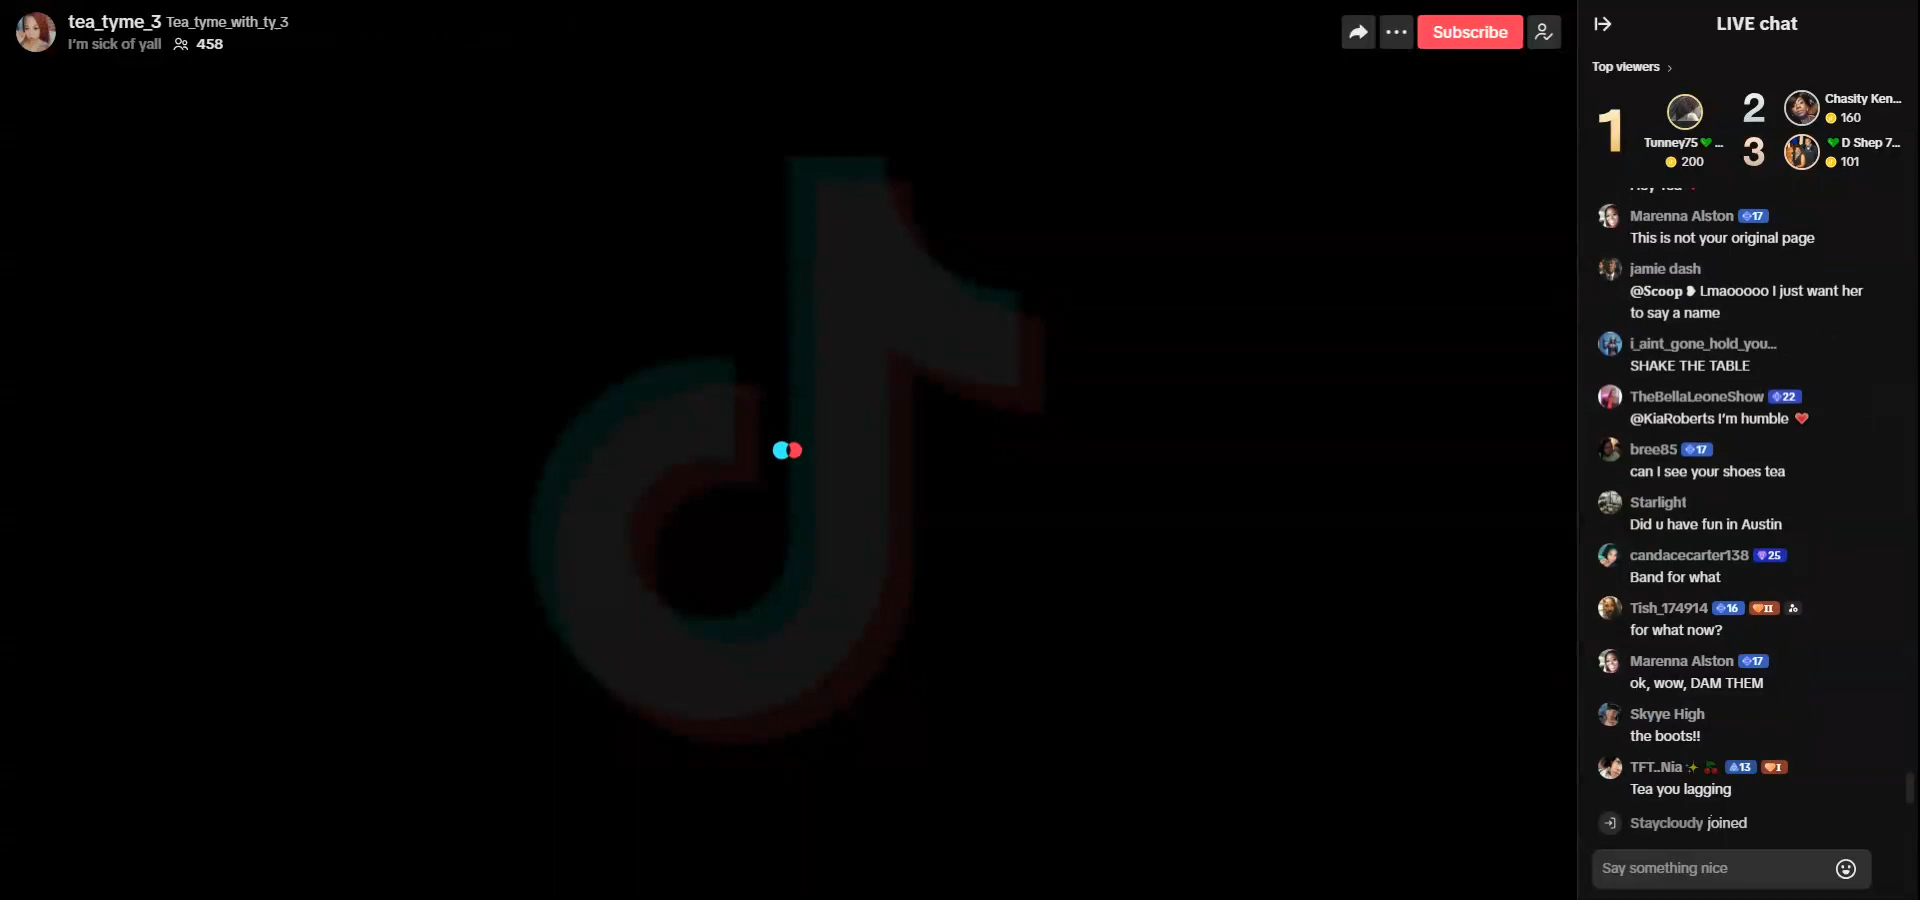 tea_tyme_3 Tea_tyme_with_ty_3
I'm sick of yall 458
Subscribe
LIVE chat
Top viewers
1
Tunney75 💚 ...
200
2
Chasity Ken...
160
3
💚D Shep 7...
101
Marenna Alston 17
This is not your original page
jamie dash
@Scoop ❥ Lmaooooo I just want her
to say a name
i_aint_gone_hold_you...
SHAKE THE TABLE
TheBellaLeoneShow 22
@KiaRoberts I'm humble ❤️
bree85 17
can I see your shoes tea
Starlight
Did u have fun in Austin
candacecarter138 25
Band for what
Tish_174914 16 II
for what now?
Marenna Alston 17
ok, wow, DAM THEM
Skyye High
the boots!!
TFT..Nia✨🍒 13 I
Tea you lagging
Staycloudy joined
Say something nice